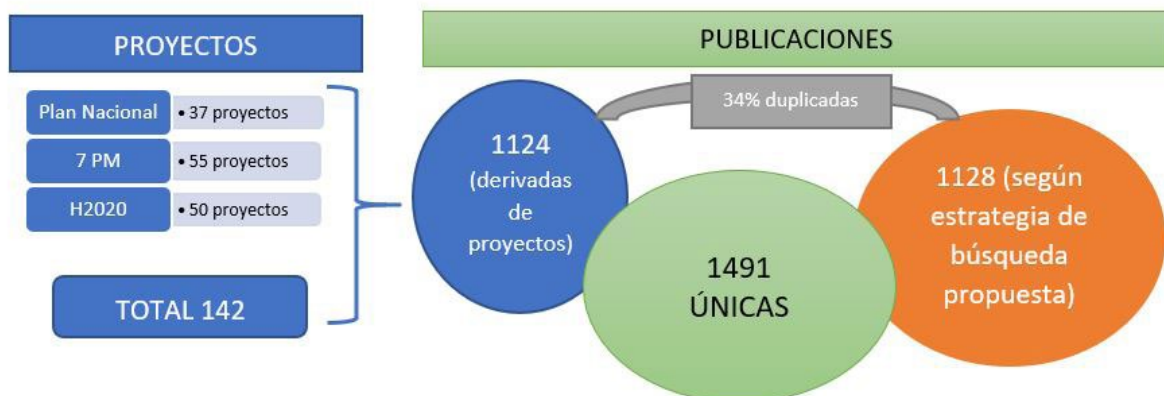 PROYECTOS
Plan Nacional
• 37 proyectos
7 PM
• 55 proyectos
H2020
• 50 proyectos
TOTAL 142
PUBLICACIONES
34% duplicadas
1124
(derivadas
de
proyectos)
1491
ÚNICAS
1128 (según
estrategia de
búsqueda
propuesta)